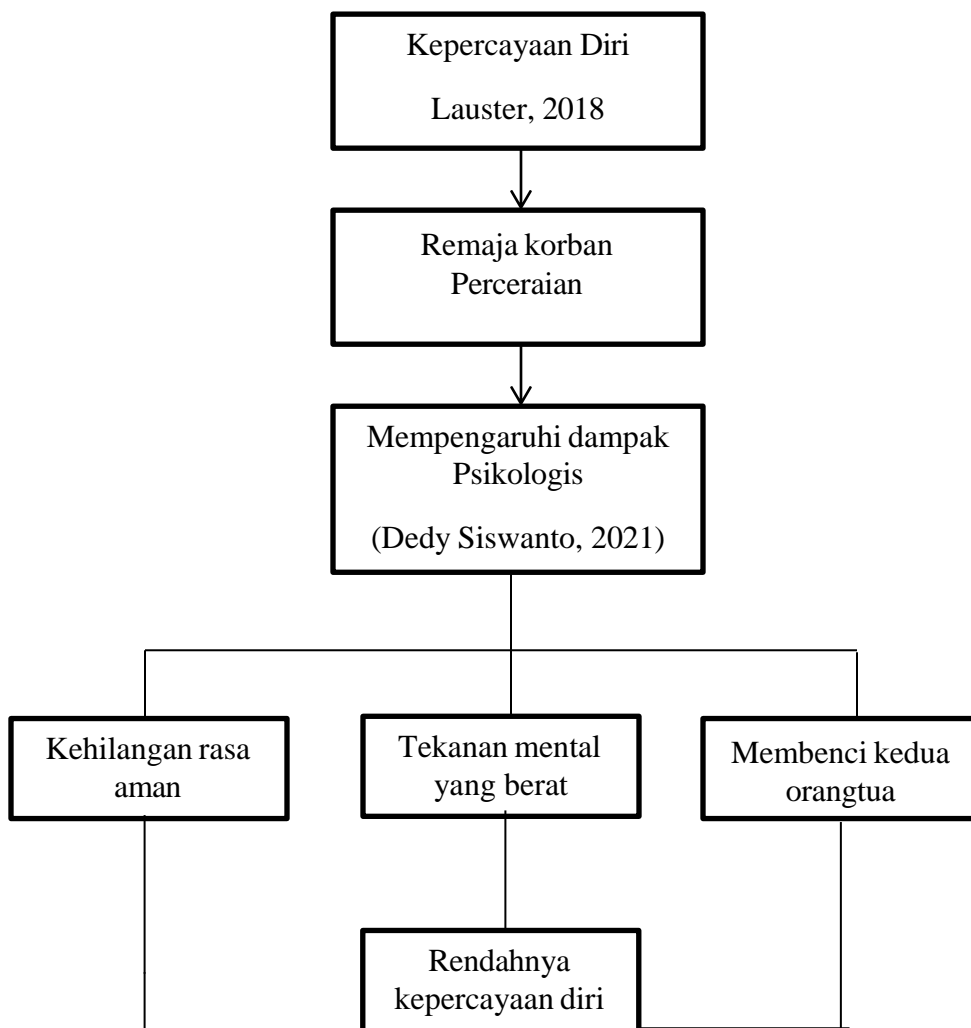 Kepercayaan Diri
Lauster, 2018
Remaja korban
Perceraian
Mempengaruhi dampak
Psikologis
(Dedy Siswanto, 2021)
Kehilangan rasa
aman
Tekanan mental
yang berat
Membenci kedua
orangtua
Rendahnya
kepercayaan diri